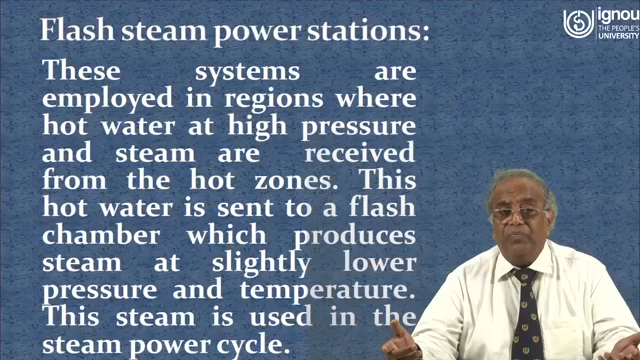 Flash steam power stations:
These systems are
employed in regions where
hot water at high pressure
and steam are received
from the hot zones. This
hot water is sent to a flash
chamber which produces
steam at slightly lower
pressure and temperature.
This steam is used in the
steam power cycle.
ignou
THE PEOPLE'S
UNIVERSITY